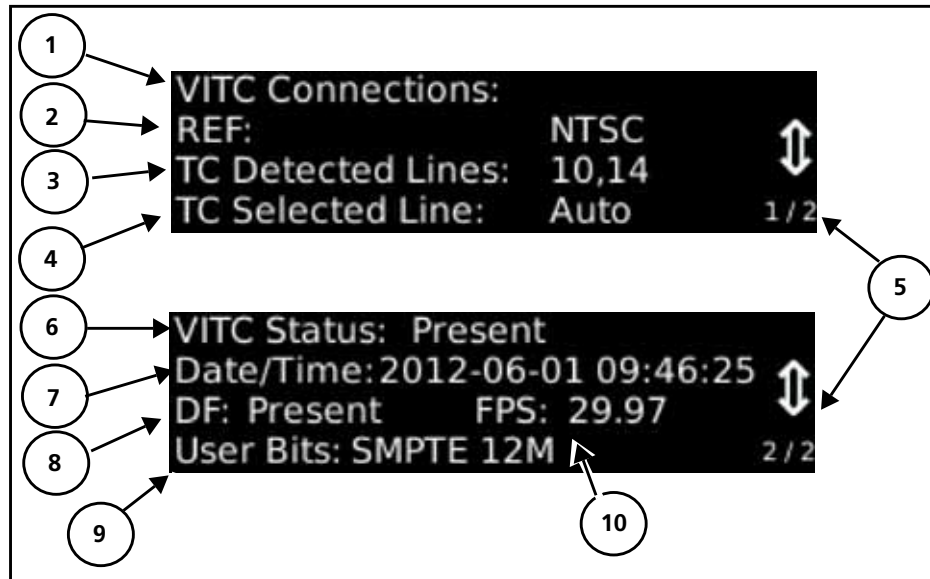 1
VITC Connections:
2
REF: NTSC
3
TC Detected Lines: 10,14
4
TC Selected Line: Auto 1/2
5
6
VITC Status: Present
7
Date/Time: 2012-06-01 09:46:25
8
DF: Present FPS: 29.97
9
User Bits: SMPTE 12M 2/2
10